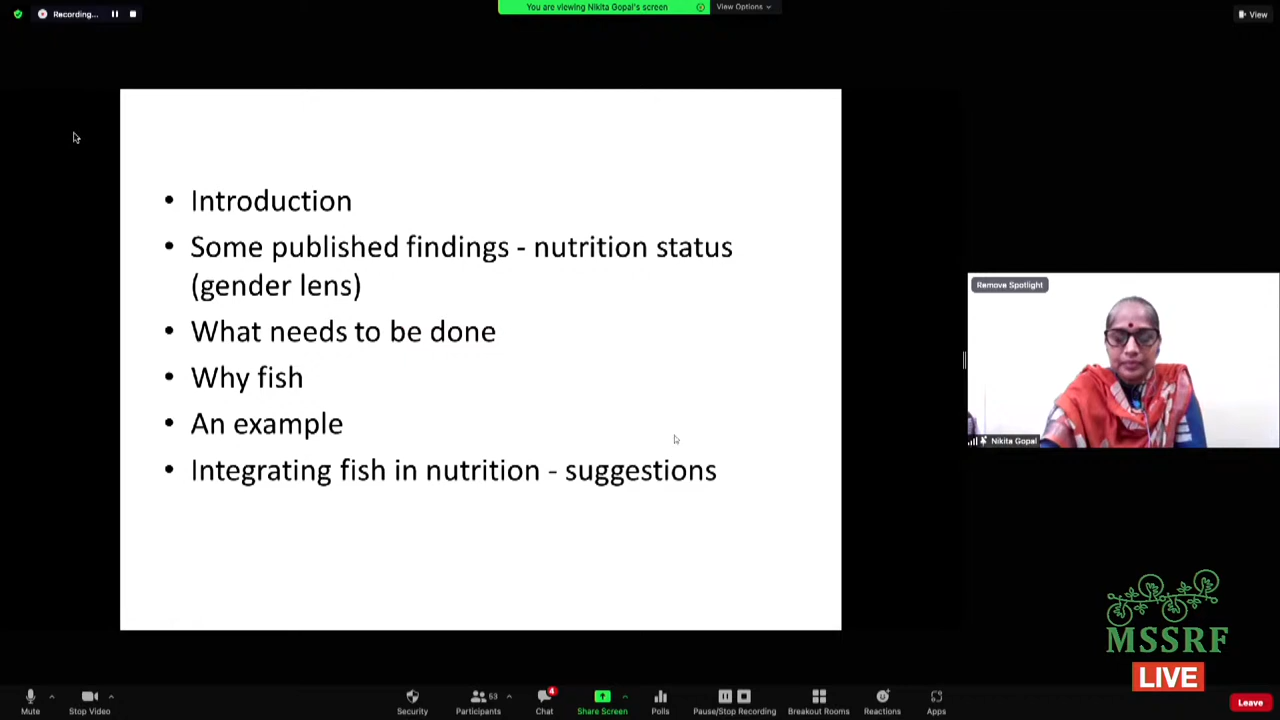 Recording...
You are viewing Nikita Gopal's screen
View Options
View
• Introduction
• Some published findings - nutrition status
(gender lens)
• What needs to be done
• Why fish
• An example
• Integrating fish in nutrition - suggestions
Remove Spotlight
Nikita Gopal
MSSRF
LIVE
Mute
Stop Video
Security
53
Participants
4
Chat
Share Screen
Polls
Pause/Stop Recording
Breakout Rooms
Reactions
Apps
Leave